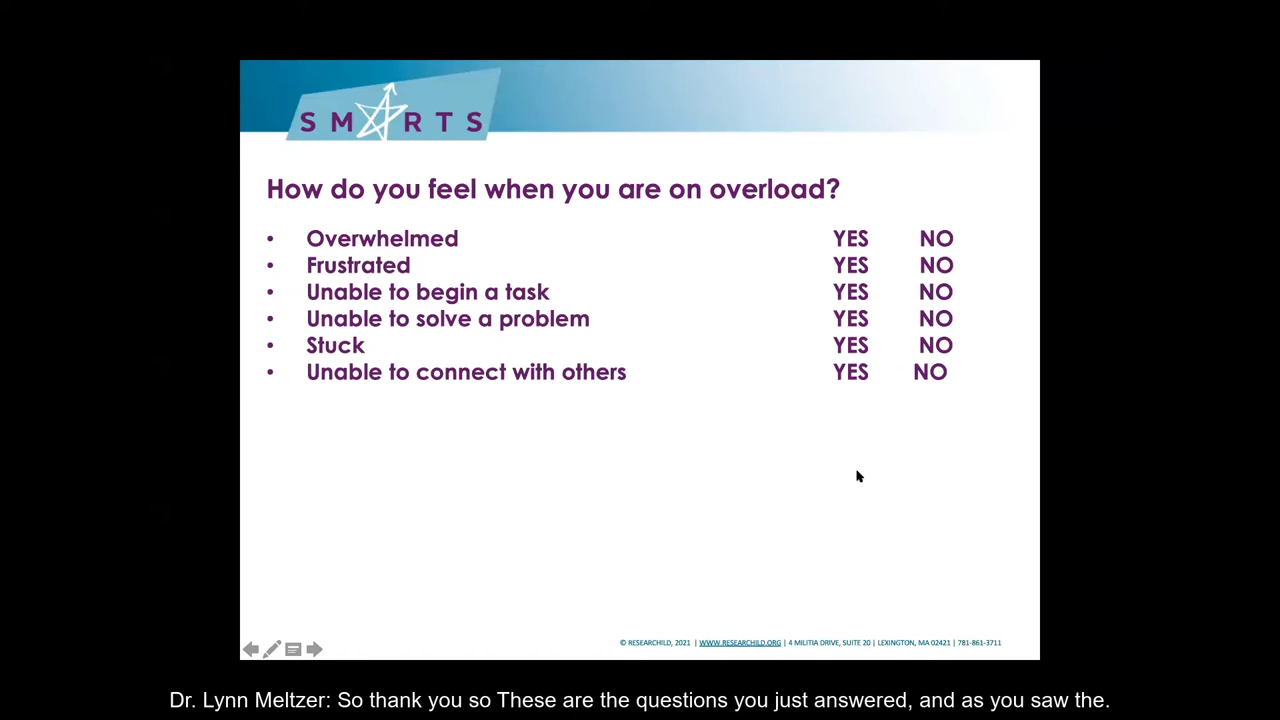 SMARTS
How do you feel when you are on overload?
• Overwhelmed YES NO
• Frustrated YES NO
• Unable to begin a task YES NO
• Unable to solve a problem YES NO
• Stuck YES NO
• Unable to connect with others YES NO
© RESEARCHILD, 2021 | WWW.RESEARCHILD.ORG | 4 MILITIA DRIVE, SUITE 20 | LEXINGTON, MA 02421 | 781-861-3711
Dr. Lynn Meltzer: So thank you so These are the questions you just answered, and as you saw the.